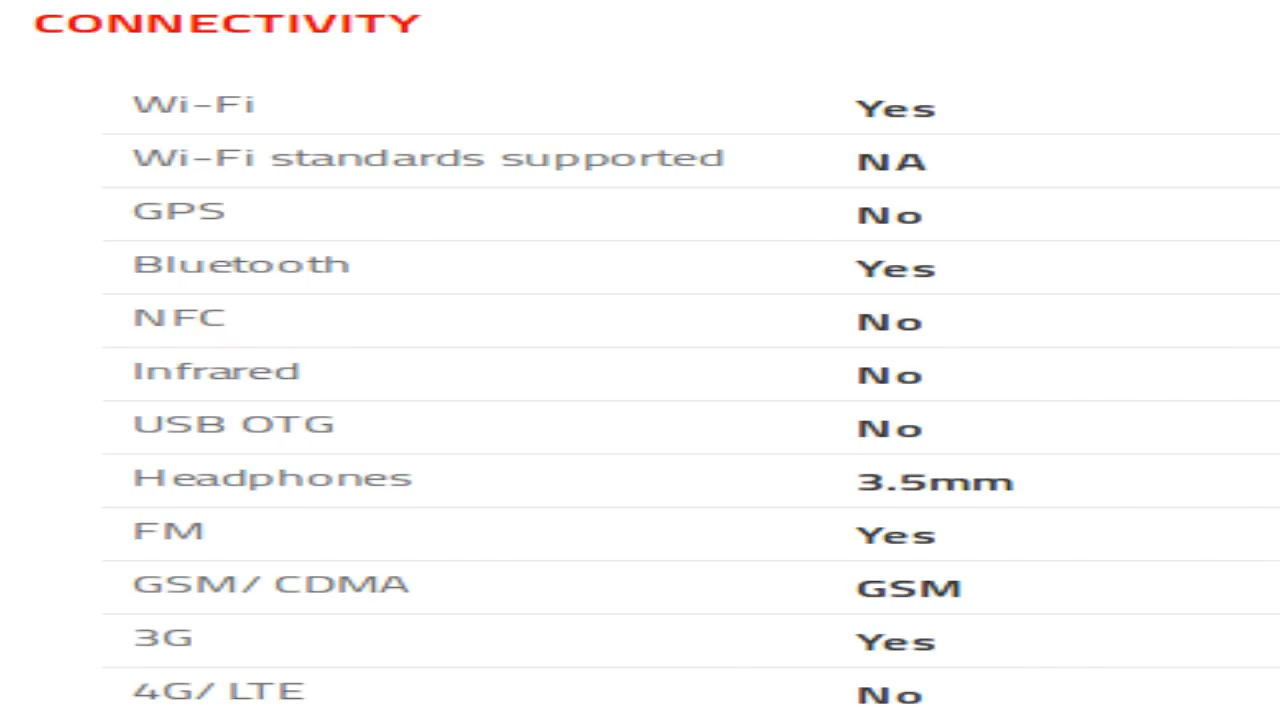 CONNECTIVITY
Wi-Fi Yes
Wi-Fi standards supported NA
GPS No
Bluetooth Yes
NFC No
Infrared No
USB OTG No
Headphones 3.5mm
FM Yes
GSM/ CDMA GSM
3G Yes
4G/ LTE No